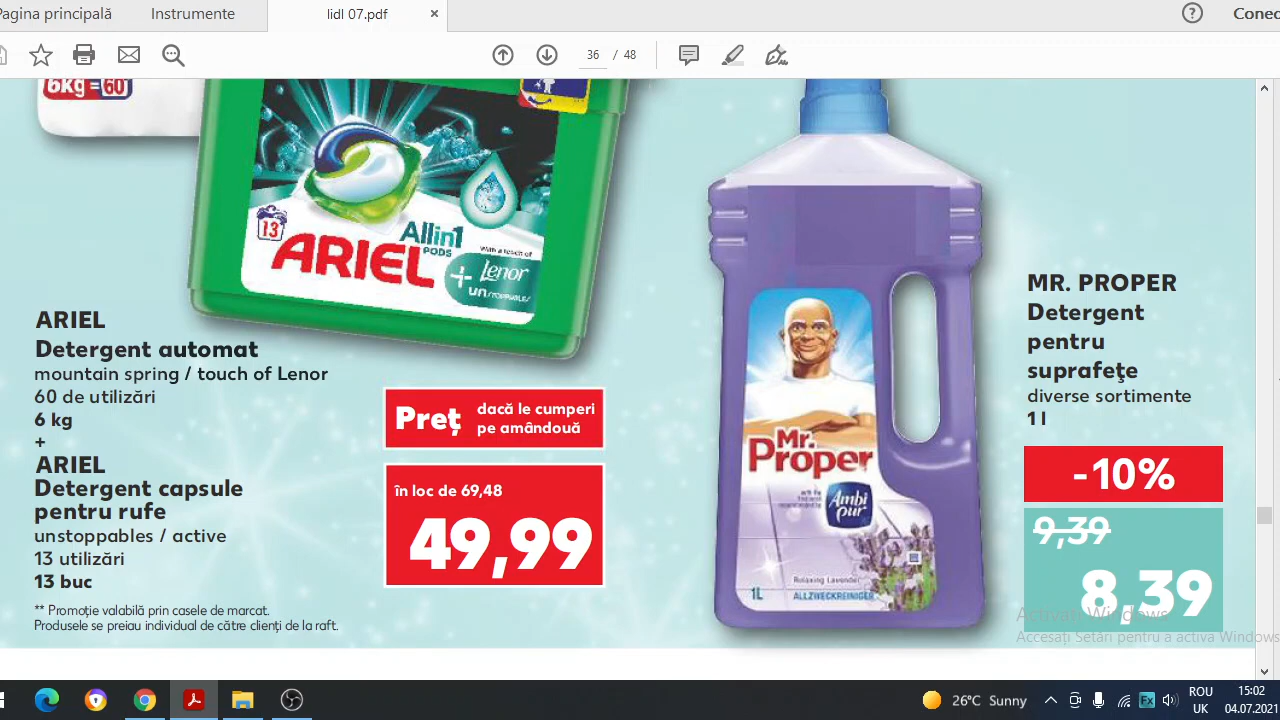 Pagina principală Instrumente lidl 07.pdf × ? Conec
36 / 48
6kg = 60
13
Allin1
PODS
ARIEL
With a touch of
+ Lenor
unSTOPPABLES
ARIEL
Detergent automat
mountain spring / touch of Lenor
60 de utilizări
6 kg
+
ARIEL
Detergent capsule
pentru rufe
unstoppables / active
13 utilizări
13 buc
** Promoție valabilă prin casele de marcat.
Produsele se preiau individual de către clienți de la raft.
Preț dacă le cumperi
pe amândouă
în loc de 69,48
49,99
Mr.
Proper
Ambi
pur
Relaxing Lavender
1L ALLZWECKREINIGER
MR. PROPER
Detergent
pentru
suprafeţe
diverse sortimente
1 l
-10%
9,39
8,39
Activați Windows
Accesați Setări pentru a activa Windows
26°C Sunny
Fx
ROU
UK
15:02
04.07.2021